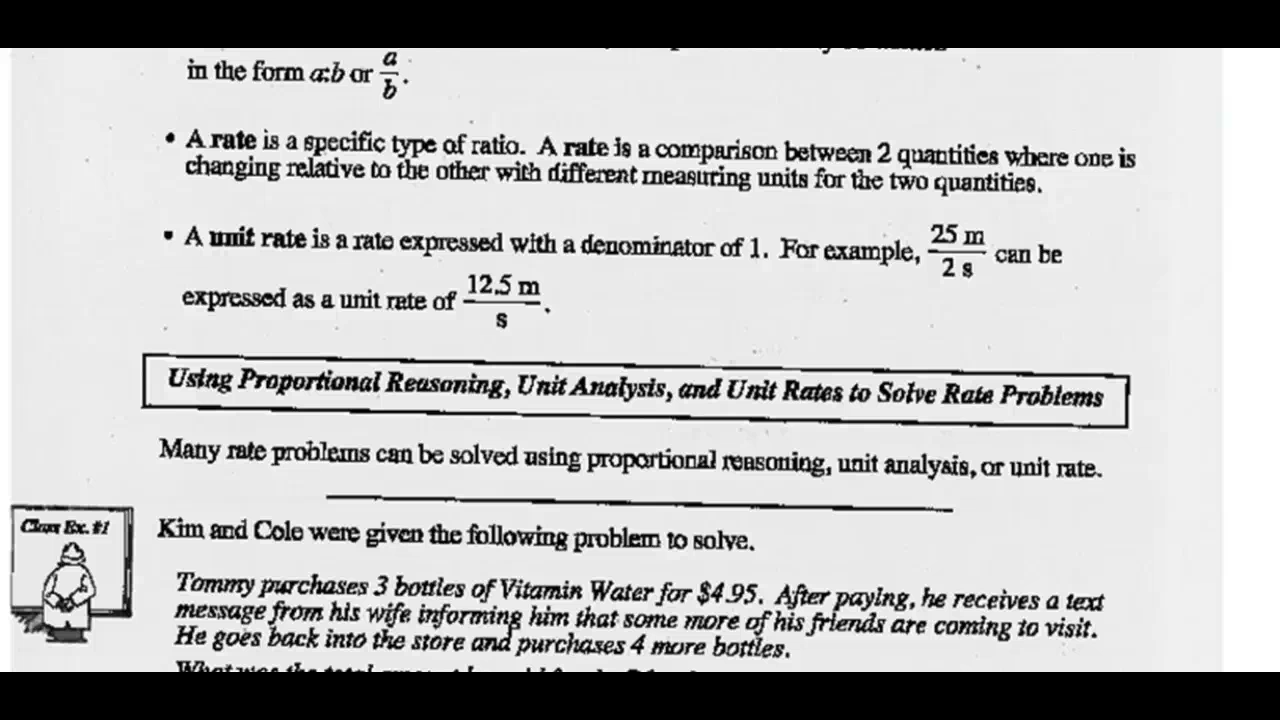 in the form a:b or a/b.
• A rate is a specific type of ratio. A rate is a comparison between 2 quantities where one is
changing relative to the other with different measuring units for the two quantities.
• A unit rate is a rate expressed with a denominator of 1. For example, 25 m/2 s can be
expressed as a unit rate of 12.5 m/s.
Using Proportional Reasoning, Unit Analysis, and Unit Rates to Solve Rate Problems
Many rate problems can be solved using proportional reasoning, unit analysis, or unit rate.
Class Ex. #1
Kim and Cole were given the following problem to solve.
Tommy purchases 3 bottles of Vitamin Water for $4.95. After paying, he receives a text
message from his wife informing him that some more of his friends are coming to visit.
He goes back into the store and purchases 4 more bottles.
What was the total